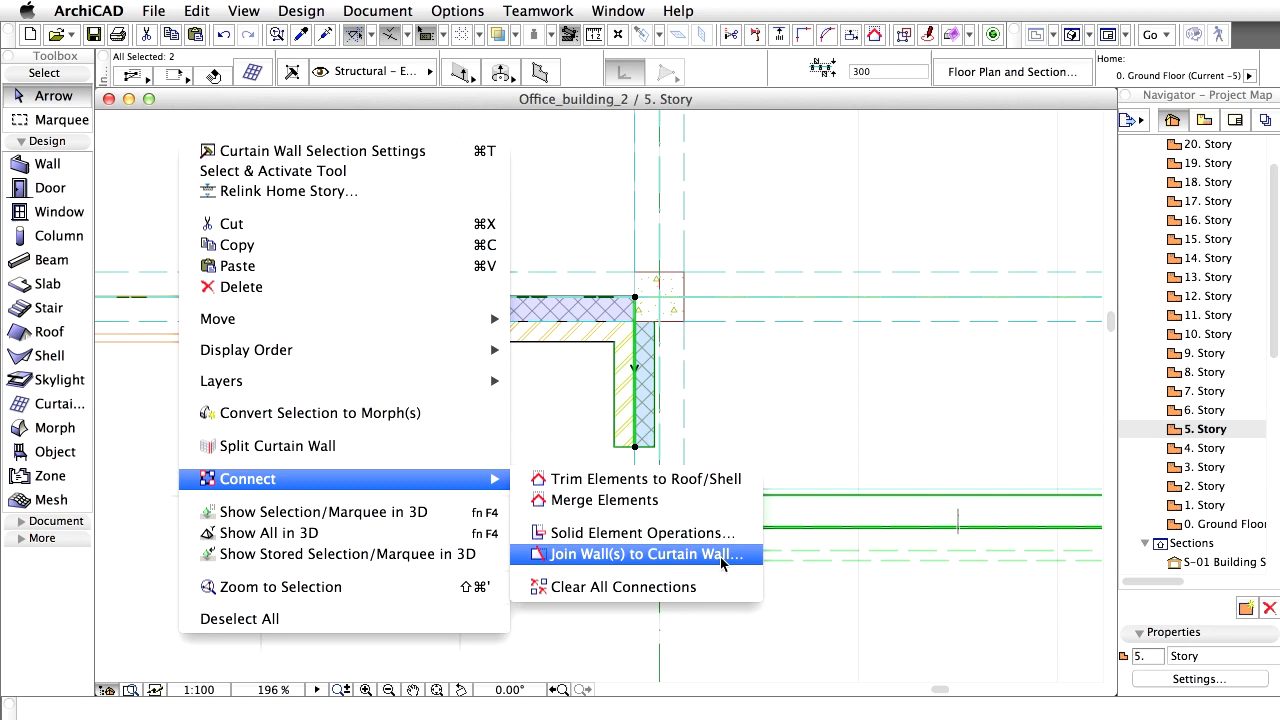 ArchiCAD File Edit View Design Document Options Teamwork Window Help
Go
Toolbox
All Selected: 2
Select
Structural - E...
300
Floor Plan and Section...
Home:
0. Ground Floor (Current -5)
Office_building_2 / 5. Story
Navigator - Project Map
Arrow
Marquee
Design
Wall
Door
Window
Column
Beam
Slab
Stair
Roof
Shell
Skylight
Curtai...
Morph
Object
Zone
Mesh
Document
More
Curtain Wall Selection Settings ⌘T
Select & Activate Tool
Relink Home Story...
Cut ⌘X
Copy ⌘C
Paste ⌘V
Delete
Move
Display Order
Layers
Convert Selection to Morph(s)
Split Curtain Wall
Connect
Show Selection/Marquee in 3D fn F4
Show All in 3D fn F4
Show Stored Selection/Marquee in 3D
Zoom to Selection ⇧⌘'
Deselect All
Trim Elements to Roof/Shell
Merge Elements
Solid Element Operations...
Join Wall(s) to Curtain Wall...
Clear All Connections
20. Story
19. Story
18. Story
17. Story
16. Story
15. Story
14. Story
13. Story
12. Story
11. Story
10. Story
9. Story
8. Story
7. Story
6. Story
5. Story
4. Story
3. Story
2. Story
1. Story
0. Ground Floor
Sections
S-01 Building S
Properties
5. Story
Settings...
1:100 196 % 0.00°